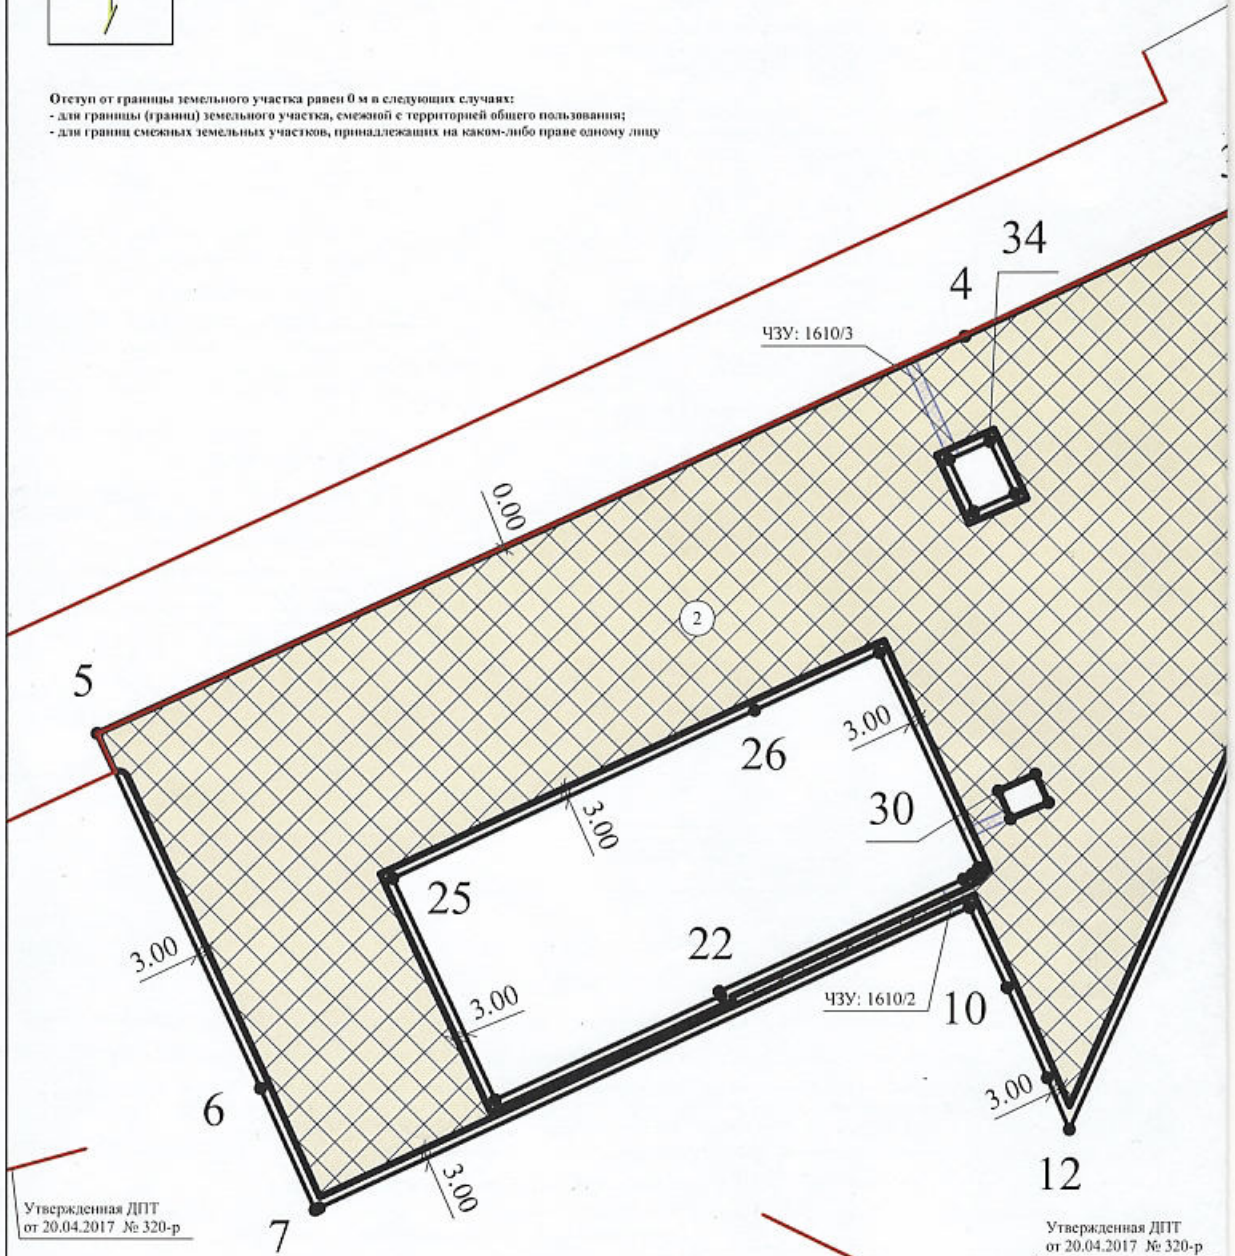 Отступ от границы земельного участка равен 0 м в следующих случаях:
- для границы (границ) земельного участка, смежной с территорией общего пользования;
- для границ смежных земельных участков, принадлежащих на каком-либо праве одному лицу
34
4
ЧЗУ: 1610/3
0.00
2
5
3.00
26
3.00
30
25
22
3.00
3.00
ЧЗУ: 1610/2
10
3.00
6
12
3.00
7
Утвержденная ДПТ
от 20.04.2017 № 320-р
Утвержденная ДПТ
от 20.04.2017 № 320-р